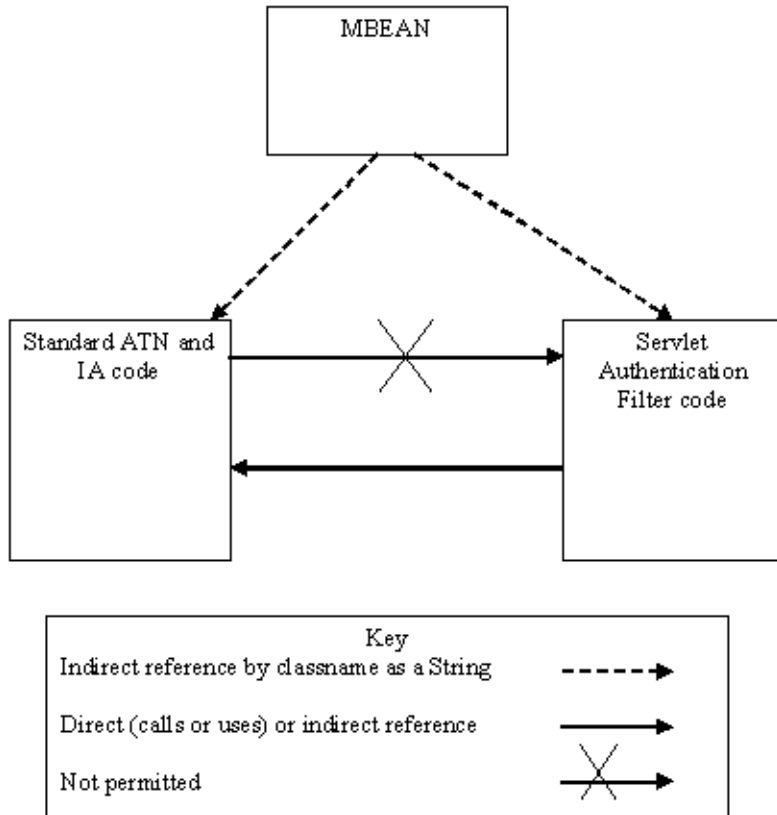 MBEAN
Standard ATN and
IA code
Servlet
Authentication
Filter code
Key
Indirect reference by classname as a String
Direct (calls or uses) or indirect reference
Not permitted